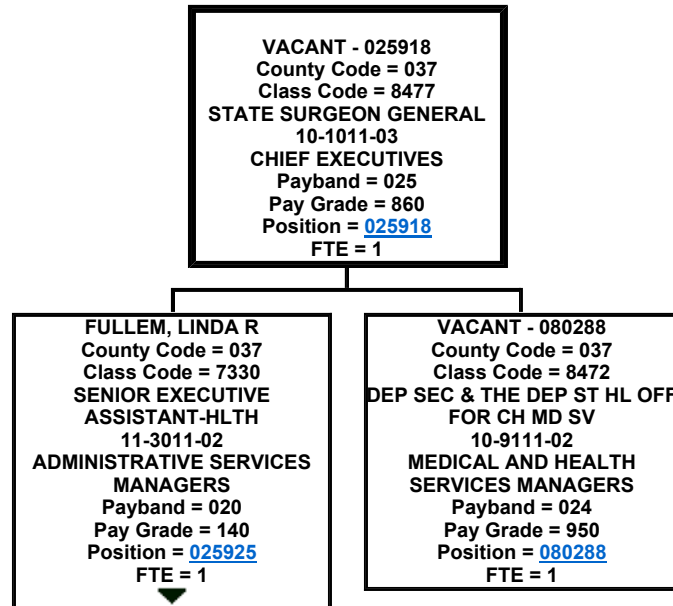 VACANT - 025918
County Code = 037
Class Code = 8477
STATE SURGEON GENERAL
10-1011-03
CHIEF EXECUTIVES
Payband = 025
Pay Grade = 860
Position = 025918
FTE = 1
FULLEM, LINDA R
County Code = 037
Class Code = 7330
SENIOR EXECUTIVE
ASSISTANT-HLTH
11-3011-02
ADMINISTRATIVE SERVICES
MANAGERS
Payband = 020
Pay Grade = 140
Position = 025925
FTE = 1
VACANT - 080288
County Code = 037
Class Code = 8472
DEP SEC & THE DEP ST HL OFF
FOR CH MD SV
10-9111-02
MEDICAL AND HEALTH
SERVICES MANAGERS
Payband = 024
Pay Grade = 950
Position = 080288
FTE = 1